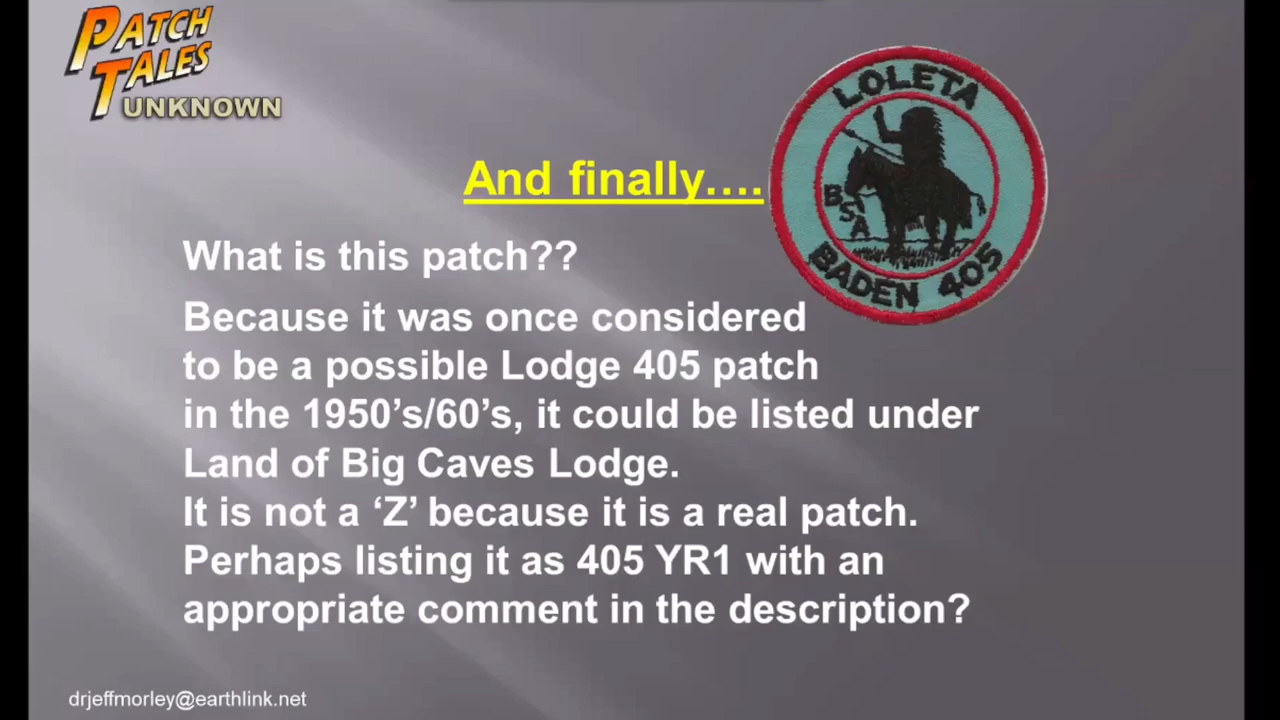 PATCH
TALES
UNKNOWN
LOLETA
BSA
BADEN 405
And finally….
What is this patch??
Because it was once considered
to be a possible Lodge 405 patch
in the 1950’s/60’s, it could be listed under
Land of Big Caves Lodge.
It is not a ‘Z’ because it is a real patch.
Perhaps listing it as 405 YR1 with an
appropriate comment in the description?
drjeffmorley@earthlink.net